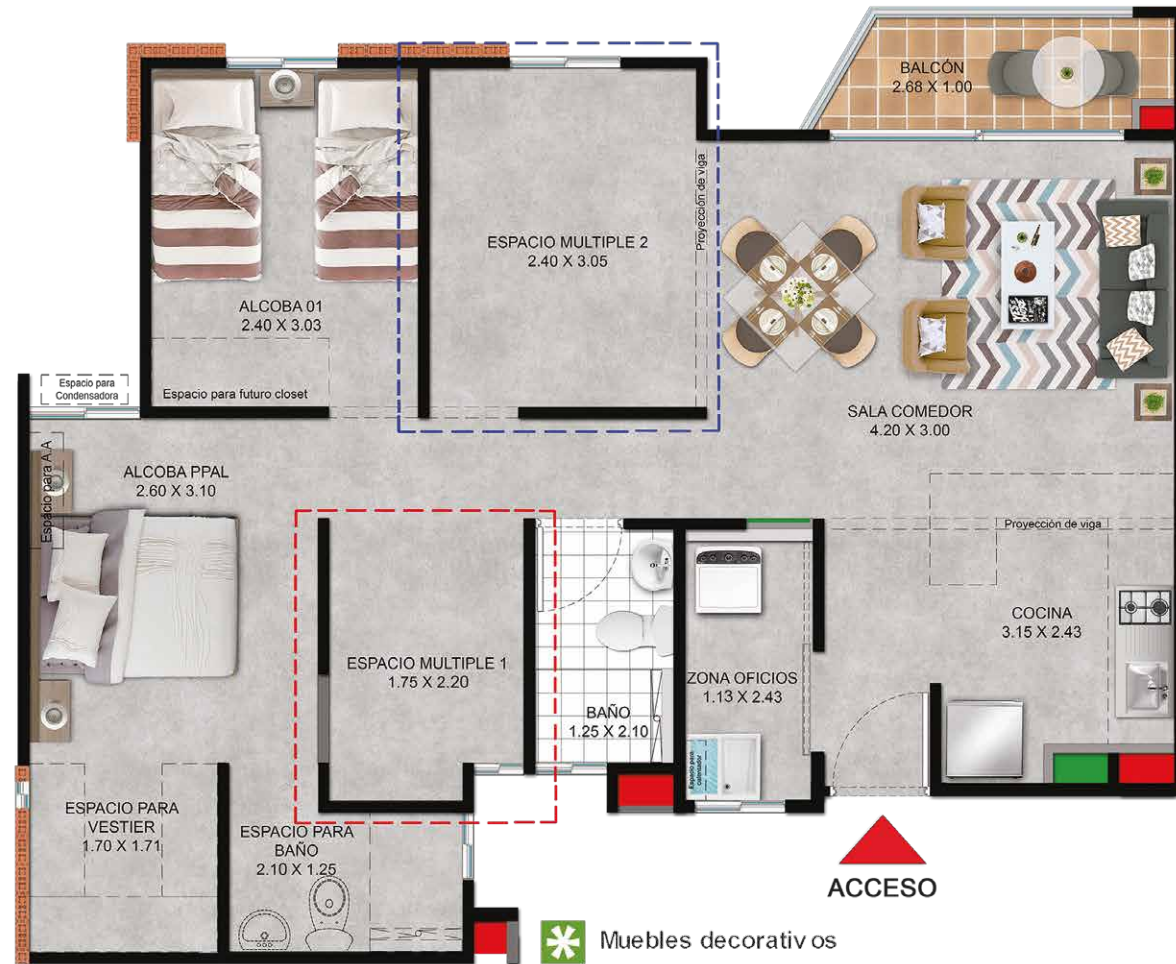 BALCÓN
2.68 X 1.00
Proyección de viga
ESPACIO MULTIPLE 2
2.40 X 3.05
ALCOBA 01
2.40 X 3.03
Espacio para
Condensadora
Espacio para futuro closet
SALA COMEDOR
4.20 X 3.00
Espacio para A.A
ALCOBA PPAL
2.60 X 3.10
Proyección de viga
COCINA
3.15 X 2.43
ESPACIO MULTIPLE 1
1.75 X 2.20
ZONA OFICIOS
1.13 X 2.43
BAÑO
1.25 X 2.10
Espacio para
calentador
ESPACIO PARA
VESTIER
1.70 X 1.71
ESPACIO PARA
BAÑO
2.10 X 1.25
ACCESO
Muebles decorativos